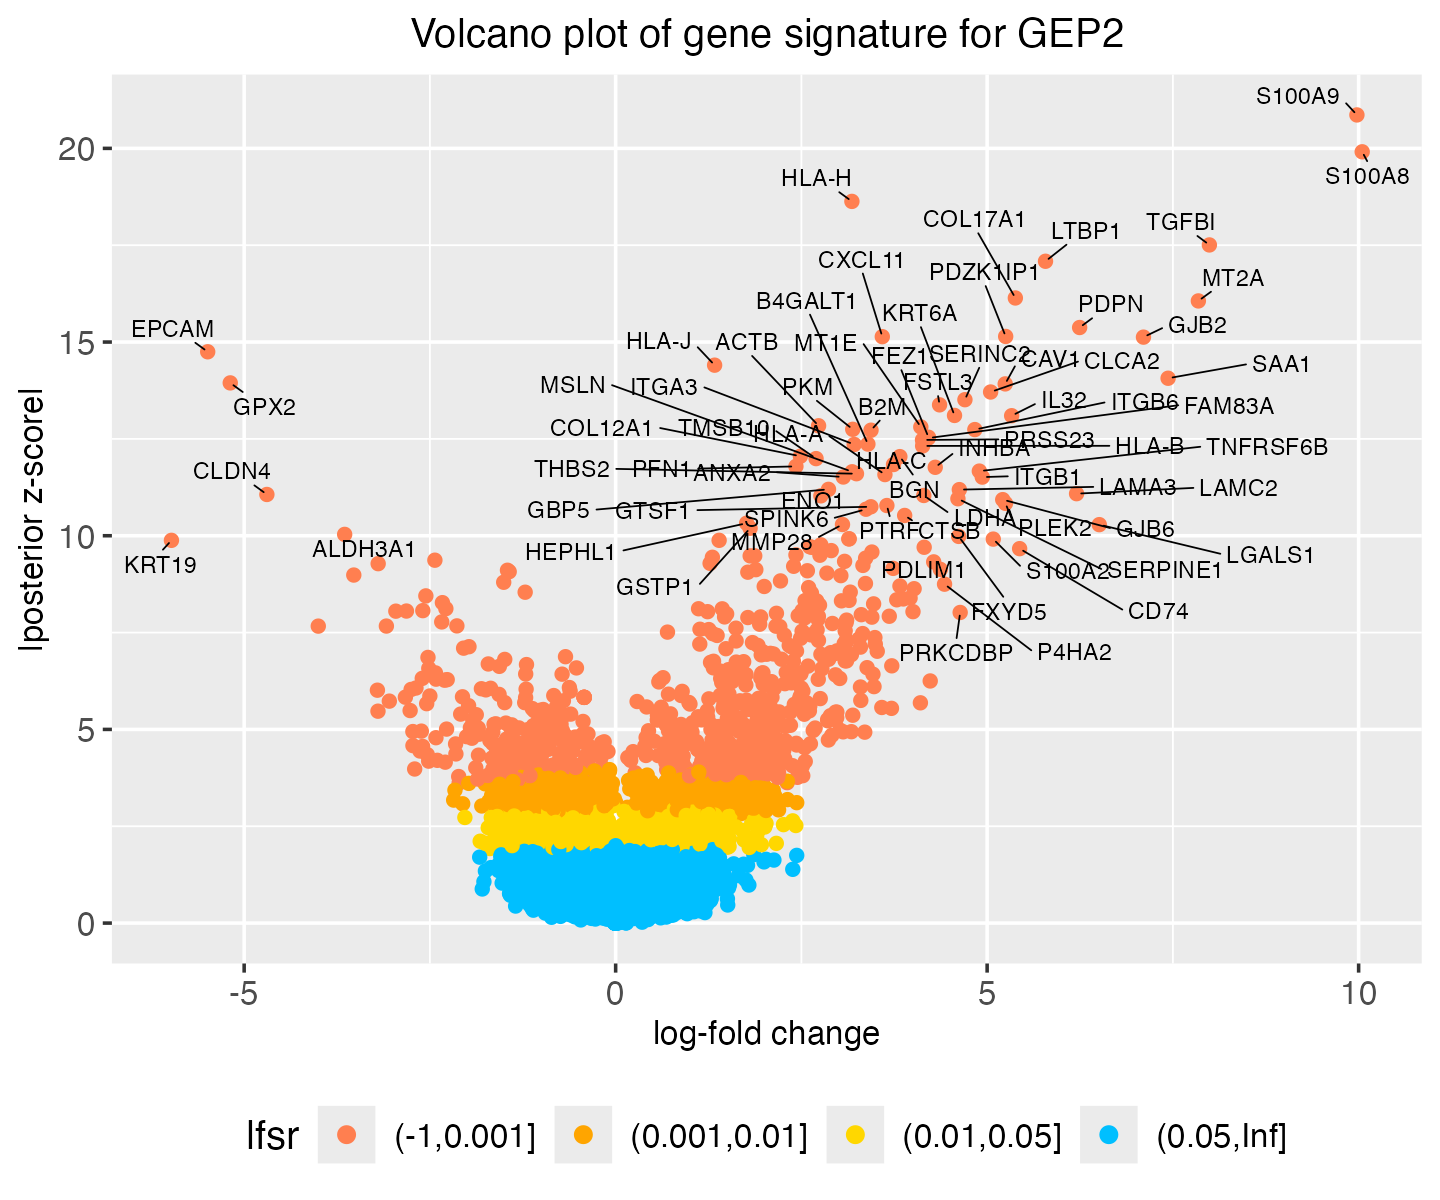 Volcano plot of gene signature for GEP2
S100A9
S100A8
HLA-H
COL17A1
LTBP1
TGFBI
CXCL11
PDZK1IP1
MT2A
B4GALT1
KRT6A
PDPN
GJB2
EPCAM
HLA-J
ACTB
MT1E
FEZ1
SERINC2
CAV1
CLCA2
SAA1
GPX2
MSLN
ITGA3
PKM
FSTL3
B2M
IL32
ITGB6
FAM83A
COL12A1
TMSB10
HLA-A
PRSS23
INHBA
HLA-B
TNFRSF6B
CLDN4
THBS2
PFN1
ANXA2
HLA-C
ITGB1
BGN
LAMA3
LAMC2
GBP5
GTSF1
ENO1
SPINK6
LDHA
PLEK2
GJB6
PTRF
CTSB
KRT19
ALDH3A1
HEPHL1
MMP28
LGALS1
GSTP1
PDLIM1
S100A2
SERPINE1
FXYD5
CD74
PRKCDBP
P4HA2
|posterior z-score|
20
15
10
5
0
-5
0
5
10
log-fold change
lfsr
(-1,0.001]
(0.001,0.01]
(0.01,0.05]
(0.05,Inf]